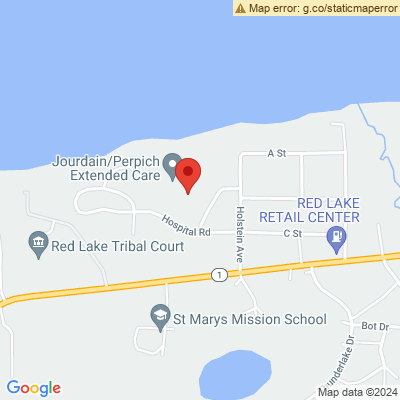 Map error: g.co/staticmaperror
A St
Jourdain/Perpich
Extended Care
RED LAKE
RETAIL CENTER
Holstein Ave
Hospital Rd
C St
Red Lake Tribal Court
1
St Marys Mission School
Bot Dr
underlake Dr
Google
Map data ©2024